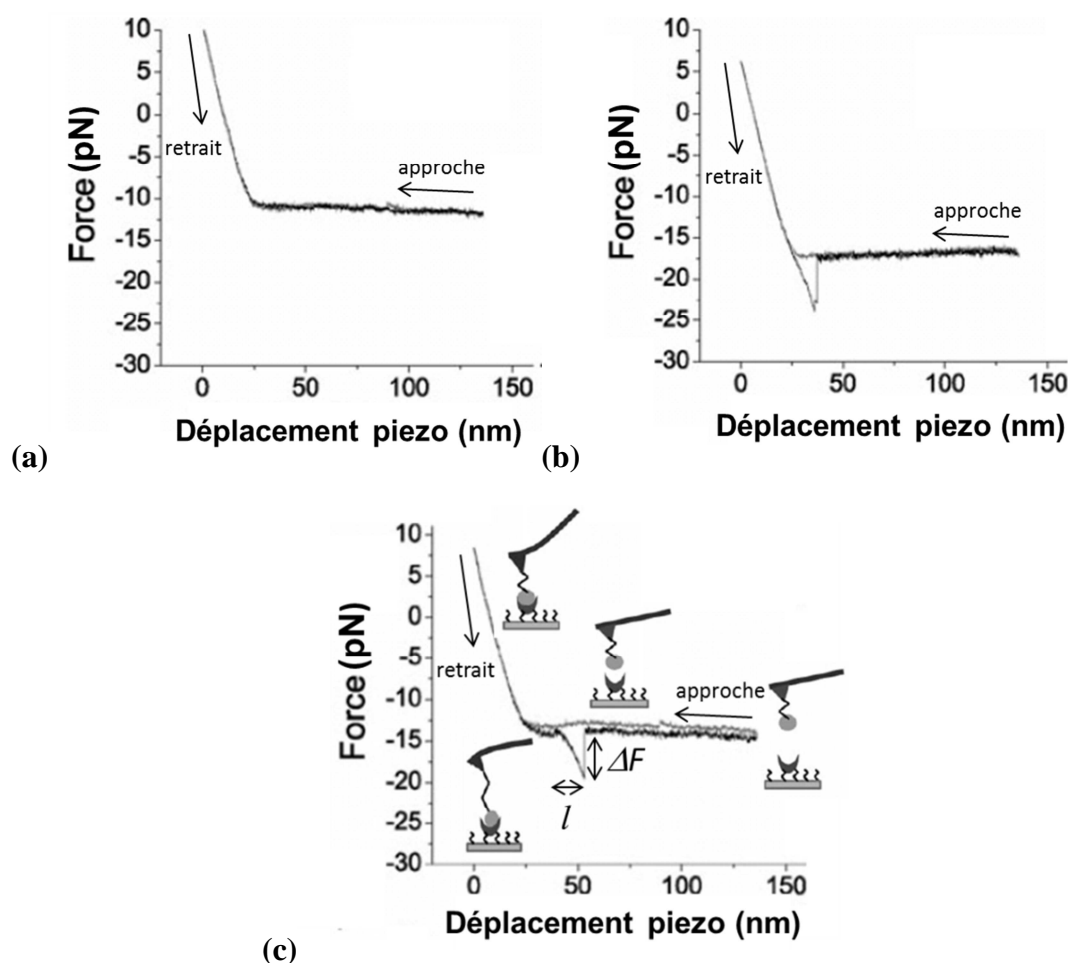 10
5
0
-5
-10
-15
-20
-25
-30
Force (pN)
retrait
approche
0
50
100
150
Déplacement piezo (nm)
(a)
10
5
0
-5
-10
-15
-20
-25
-30
Force (pN)
retrait
approche
0
50
100
150
Déplacement piezo (nm)
(b)
10
5
0
-5
-10
-15
-20
-25
-30
Force (pN)
retrait
approche
ΔF
l
0
50
100
150
Déplacement piezo (nm)
(c)